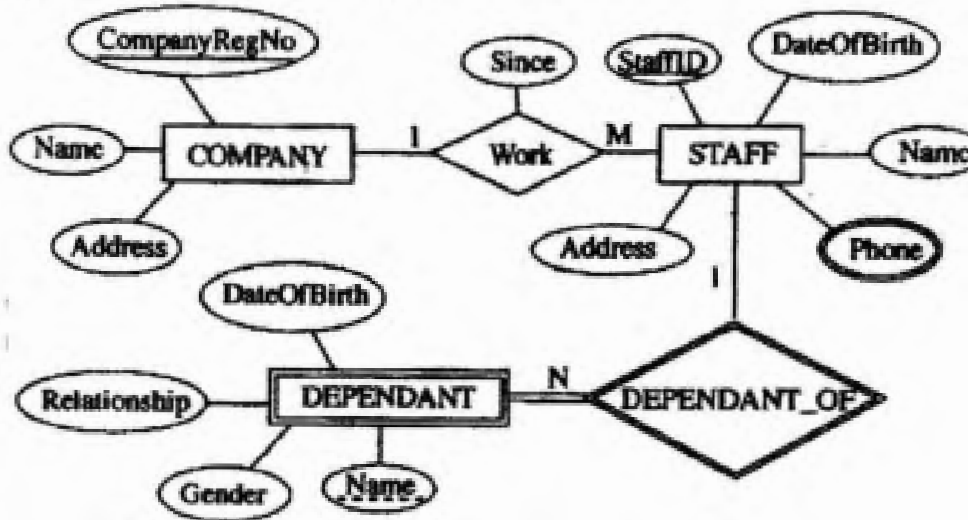 CompanyRegNo
Since
StaffID
DateOfBirth
Name
COMPANY
1
Work
M
STAFF
Name
Address
Address
Phone
DateOfBirth
1
Relationship
DEPENDANT
N
DEPENDANT_OF
Gender
Name